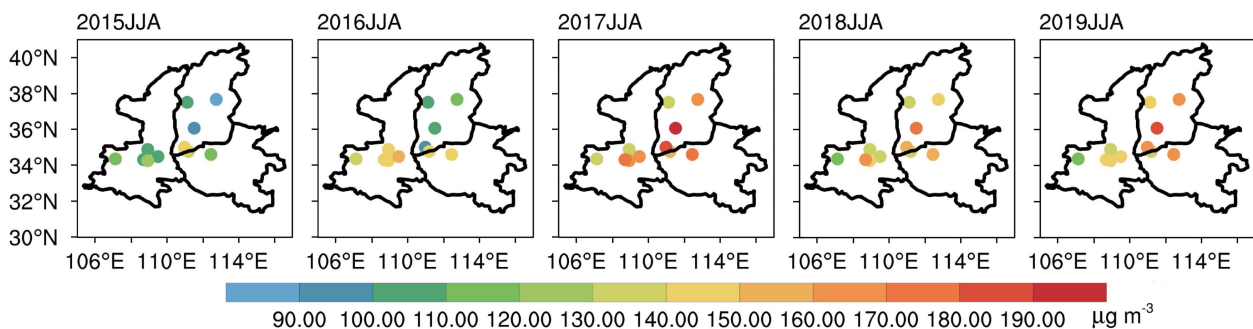 2015JJA 2016JJA 2017JJA 2018JJA 2019JJA
40°N
38°N
36°N
34°N
32°N
30°N
106°E 110°E 114°E 106°E 110°E 114°E 106°E 110°E 114°E 106°E 110°E 114°E 106°E 110°E 114°E
90.00 100.00 110.00 120.00 130.00 140.00 150.00 160.00 170.00 180.00 190.00 μg m⁻³